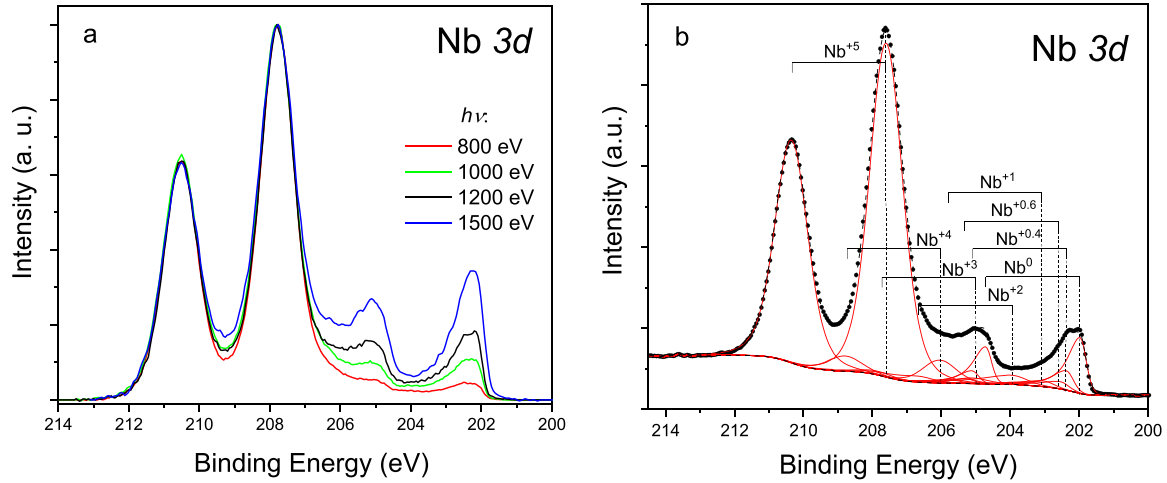 a
Nb 3d
hν:
800 eV
1000 eV
1200 eV
1500 eV
Intensity (a. u.)
214 212 210 208 206 204 202 200
Binding Energy (eV)
b
Nb 3d
Nb+5
Nb+1
Nb+0.6
Nb+4
Nb+0.4
Nb+3
Nb0
Nb+2
Intensity (a.u.)
214 212 210 208 206 204 202 200
Binding Energy (eV)